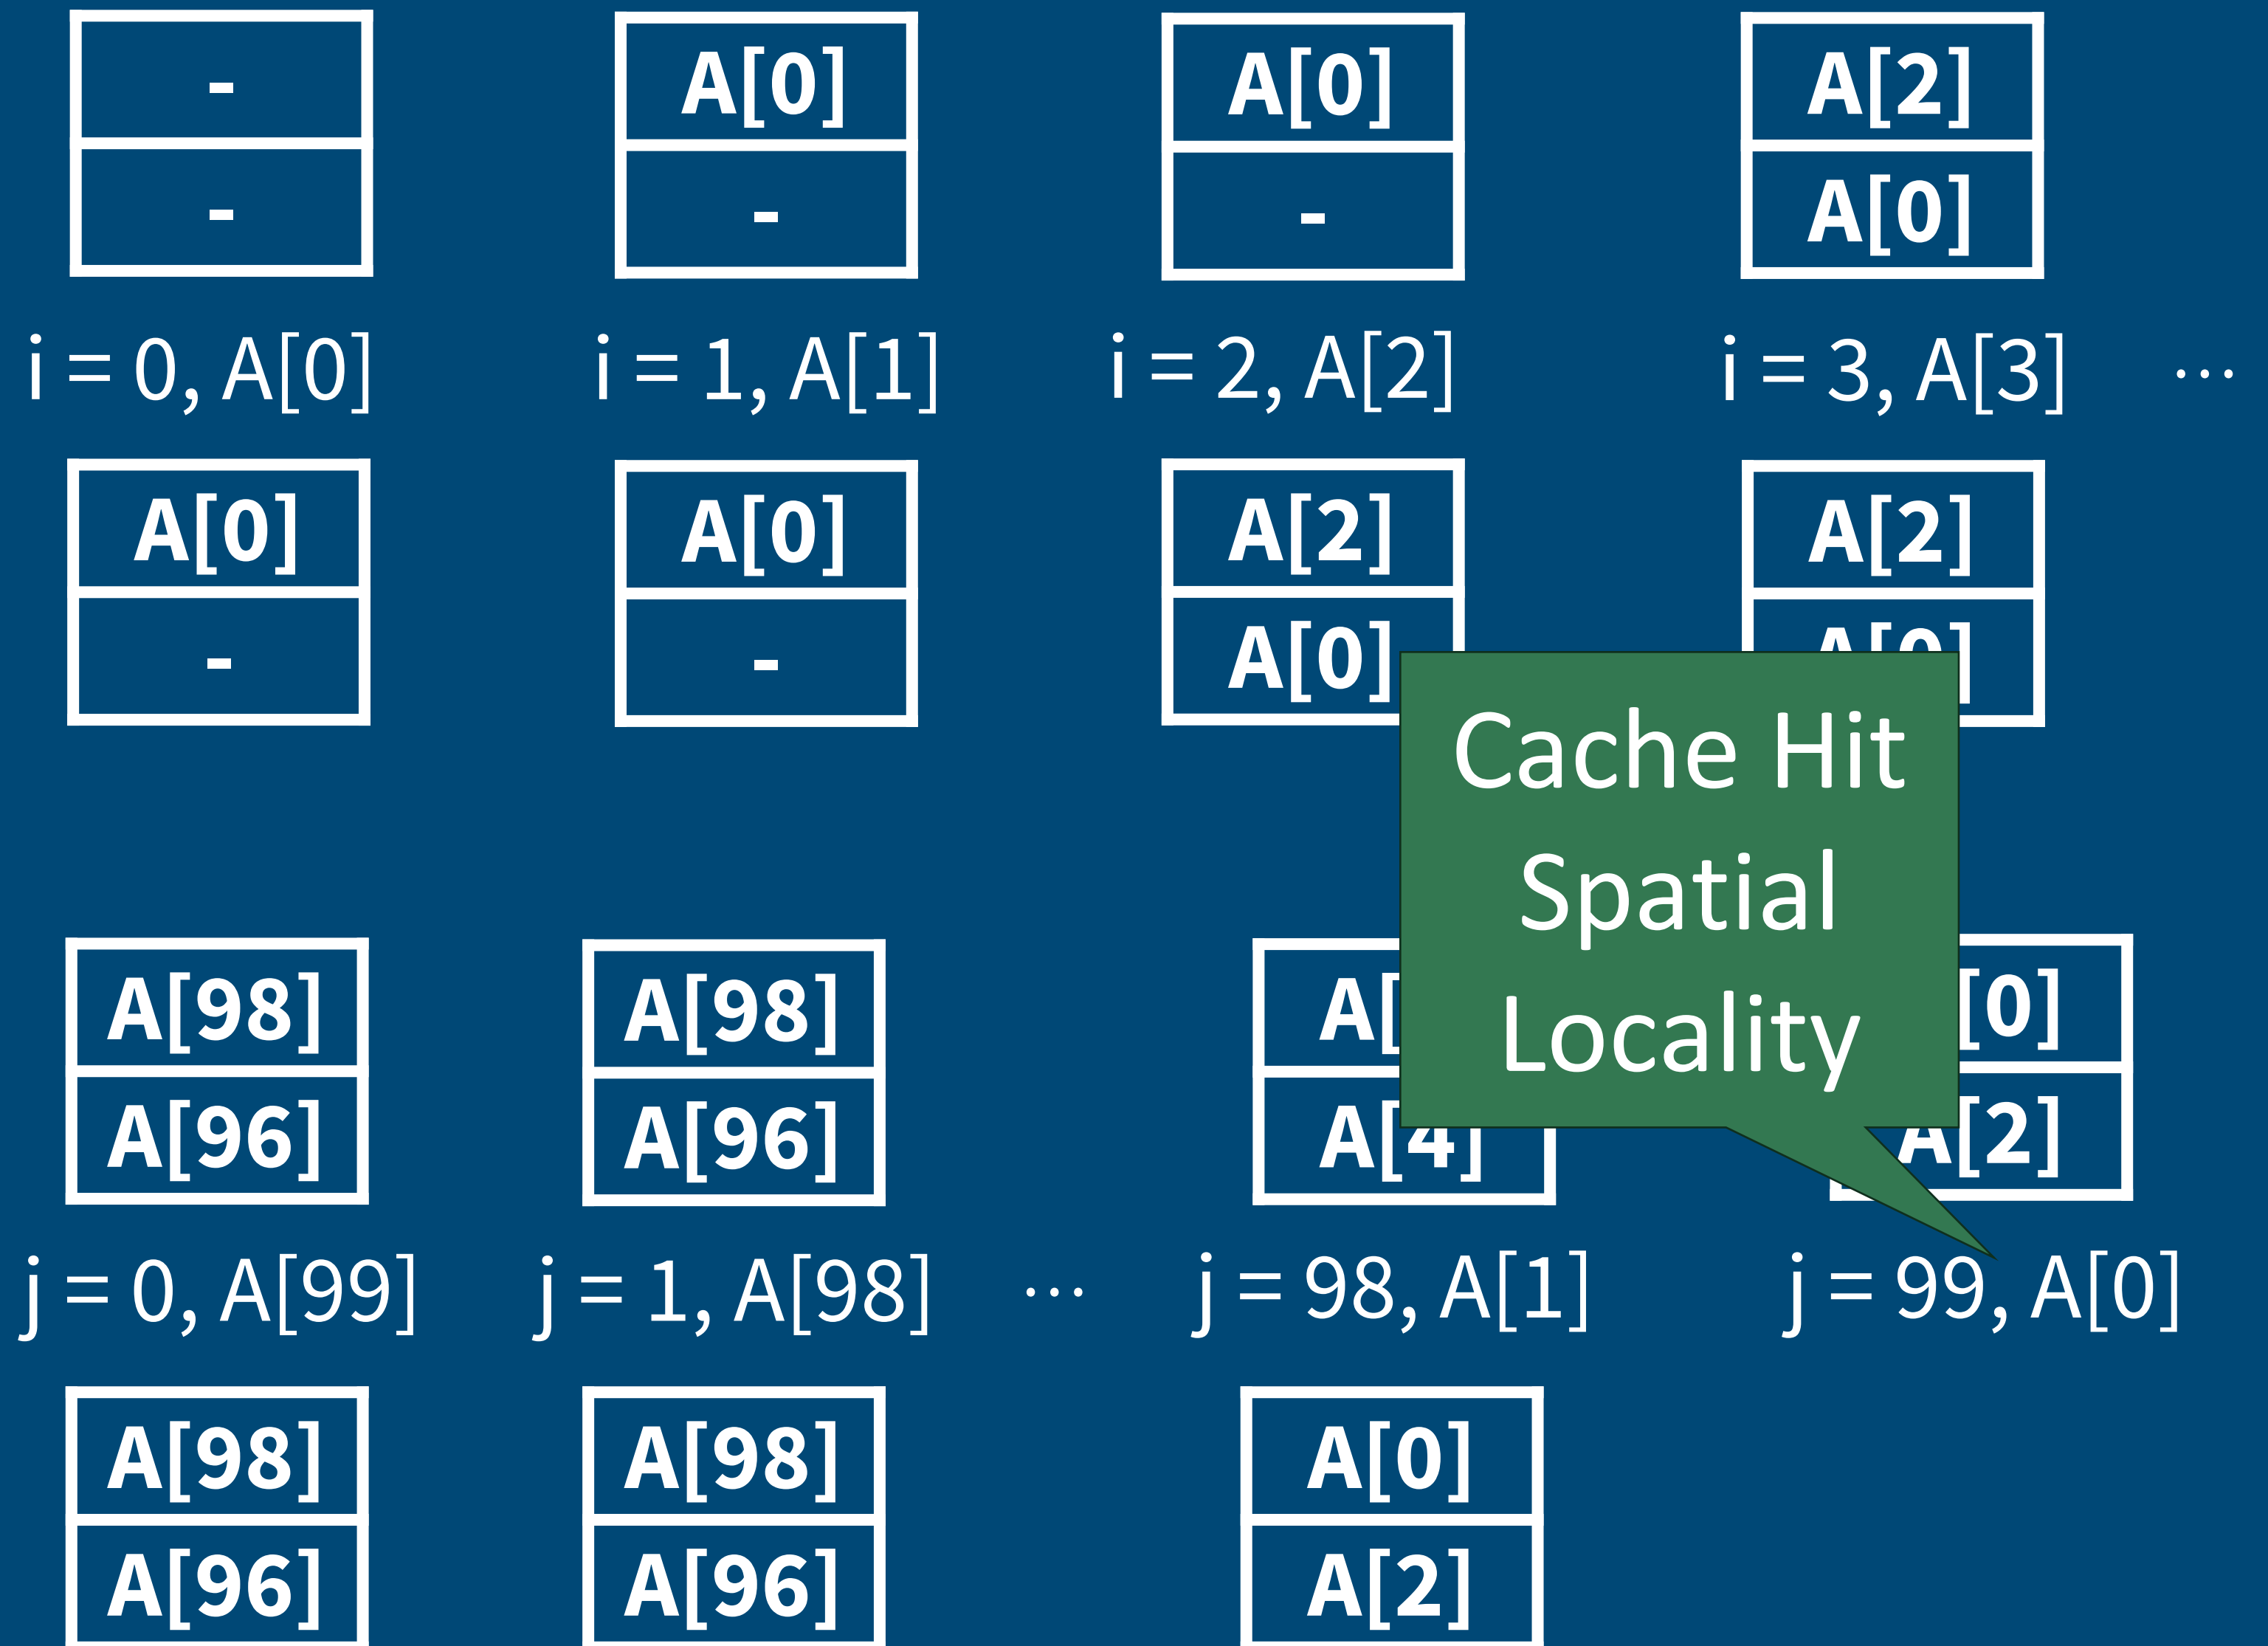 - A[0] A[0] A[2]
- - - A[0]
i = 0, A[0] i = 1, A[1] i = 2, A[2] i = 3, A[3] ...
A[0] A[0] A[2] A[2]
- - A[0] A[0]
Cache Hit
Spatial
Locality
A[98] A[98] A[ [0]
A[96] A[96] A[4] A[2]
j = 0, A[99] j = 1, A[98] ... j = 98, A[1] j = 99, A[0]
A[98] A[98] A[0]
A[96] A[96] A[2]